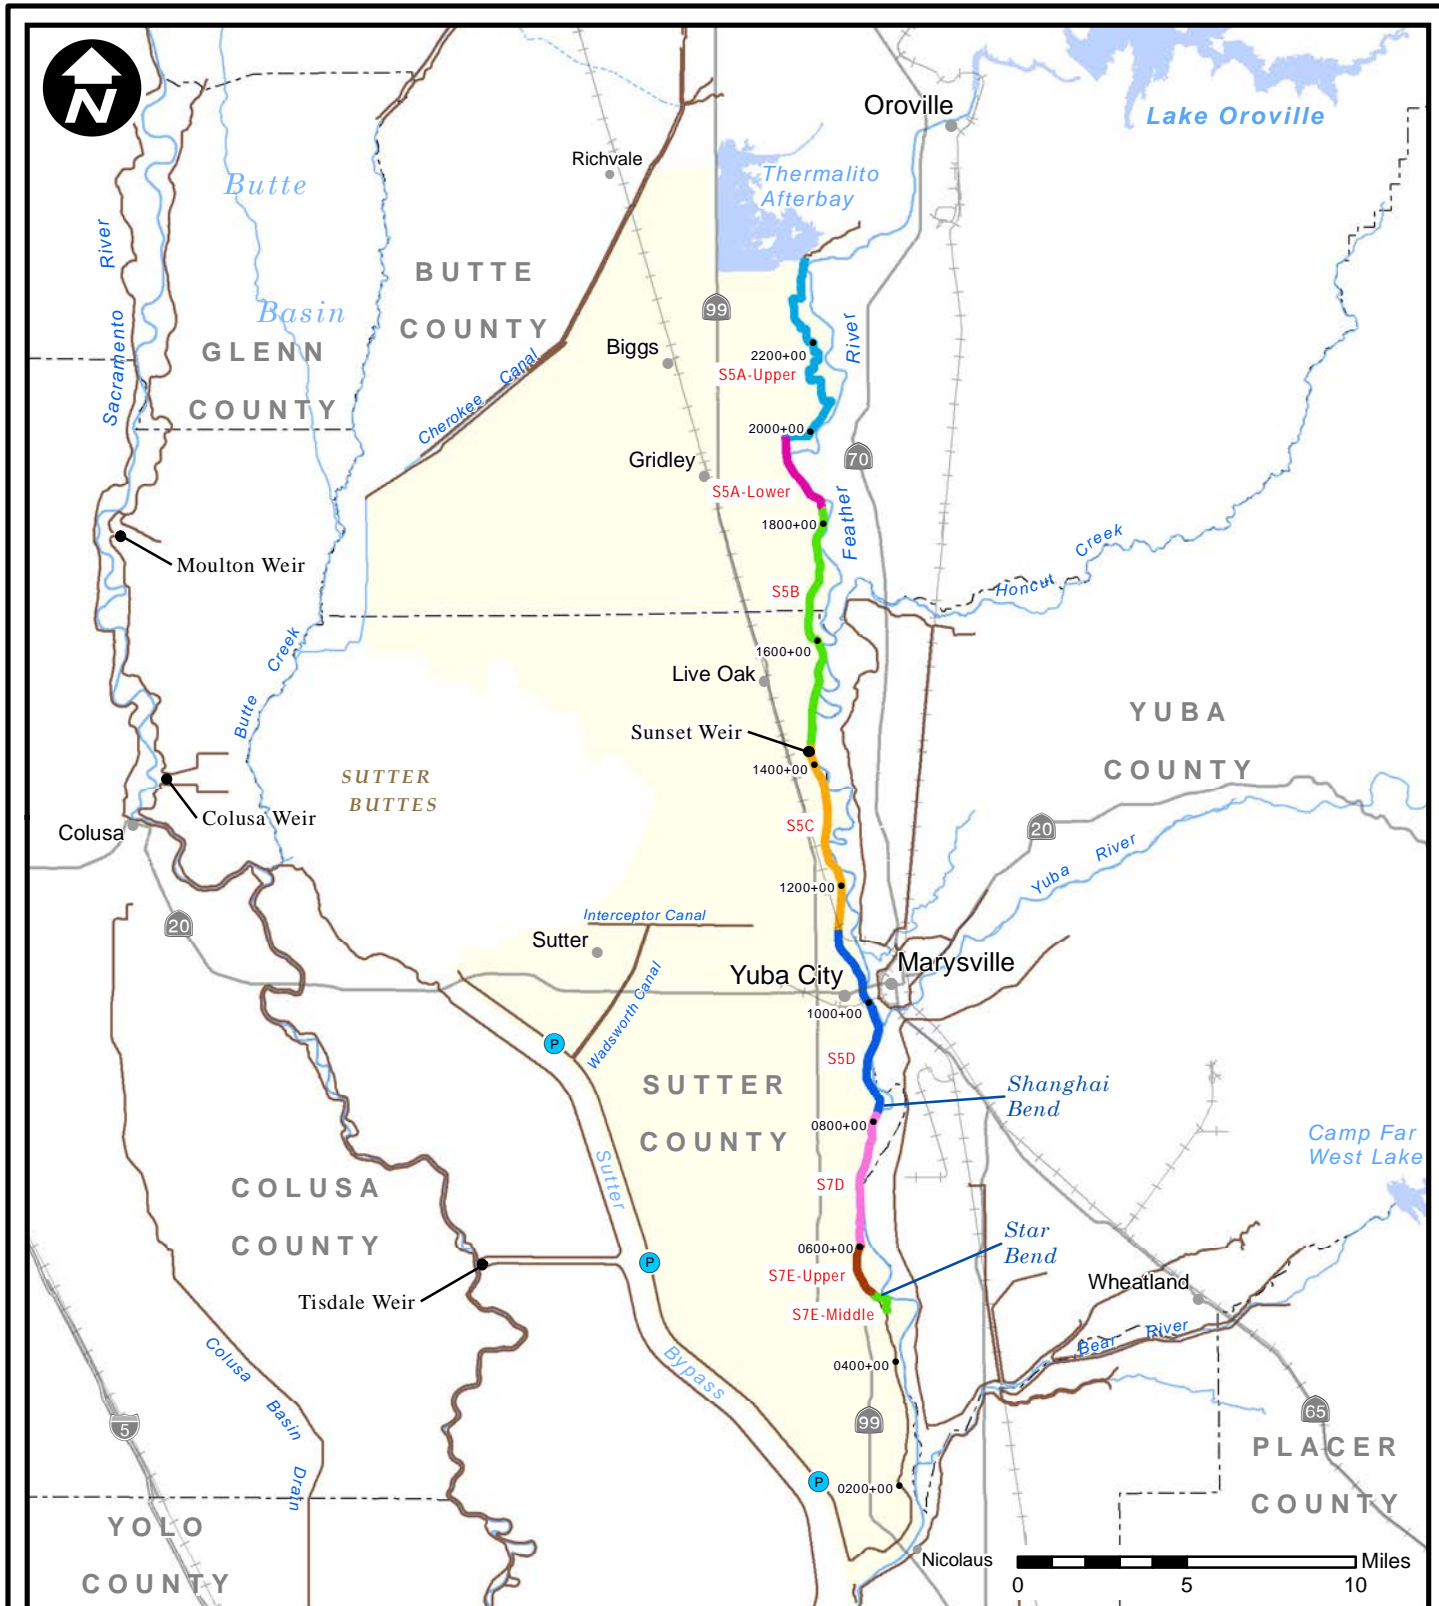 N
Oroville
Lake Oroville
Richvale
Thermalito
Afterbay
Butte
Basin
River
Sacramento
BUTTE
COUNTY
99
GLENN
COUNTY
Biggs
2200+00
S5A-Upper
River
Cherokee Canal
2000+00
Gridley
70
S5A-Lower
1800+00
Feather
Moulton Weir
Honcut Creek
S5B
Butte Creek
1600+00
Live Oak
YUBA
COUNTY
Sunset Weir
1400+00
SUTTER
BUTTES
Colusa Weir
Colusa
S5C
20
Yuba River
1200+00
Interceptor Canal
20
Sutter
Wadsworth Canal
Yuba City
Marysville
1000+00
P
S5D
SUTTER
COUNTY
Shanghai
Bend
0800+00
Camp Far
West Lake
COLUSA
COUNTY
Sutter
S7D
Star
Bend
0600+00
P
S7E-Upper
Wheatland
Tisdale Weir
S7E-Middle
Bear River
Colusa Basin Drain
Bypass
0400+00
5
99
65
PLACER
COUNTY
P
0200+00
YOLO
COUNTY
Nicolaus
Miles
0
5
10